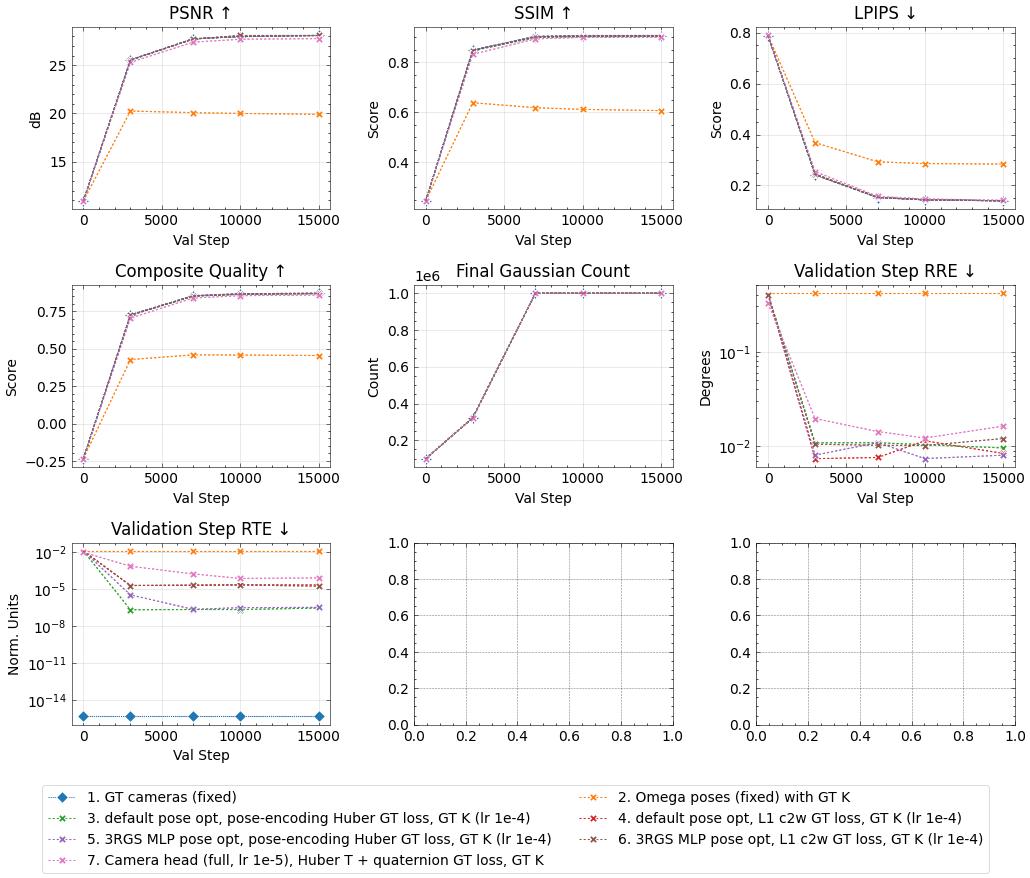 PSNR ↑
dB
25
20
15
0 5000 10000 15000
Val Step
SSIM ↑
Score
0.8
0.6
0.4
0 5000 10000 15000
Val Step
LPIPS ↓
Score
0.8
0.6
0.4
0.2
0 5000 10000 15000
Val Step
Composite Quality ↑
Score
0.75
0.50
0.25
0.00
−0.25
0 5000 10000 15000
Val Step
Final Gaussian Count
1e6
Count
1.0
0.8
0.6
0.4
0.2
0 5000 10000 15000
Val Step
Validation Step RRE ↓
Degrees
10⁻¹
10⁻²
0 5000 10000 15000
Val Step
Validation Step RTE ↓
Norm. Units
10⁻²
10⁻⁵
10⁻⁸
10⁻¹¹
10⁻¹⁴
0 5000 10000 15000
Val Step
1.0
0.8
0.6
0.4
0.2
0.0
0.0 0.2 0.4 0.6 0.8 1.0
1.0
0.8
0.6
0.4
0.2
0.0
0.0 0.2 0.4 0.6 0.8 1.0
1. GT cameras (fixed)
2. Omega poses (fixed) with GT K
3. default pose opt, pose-encoding Huber GT loss, GT K (lr 1e-4)
4. default pose opt, L1 c2w GT loss, GT K (lr 1e-4)
5. 3RGS MLP pose opt, pose-encoding Huber GT loss, GT K (lr 1e-4)
6. 3RGS MLP pose opt, L1 c2w GT loss, GT K (lr 1e-4)
7. Camera head (full, lr 1e-5), Huber T + quaternion GT loss, GT K